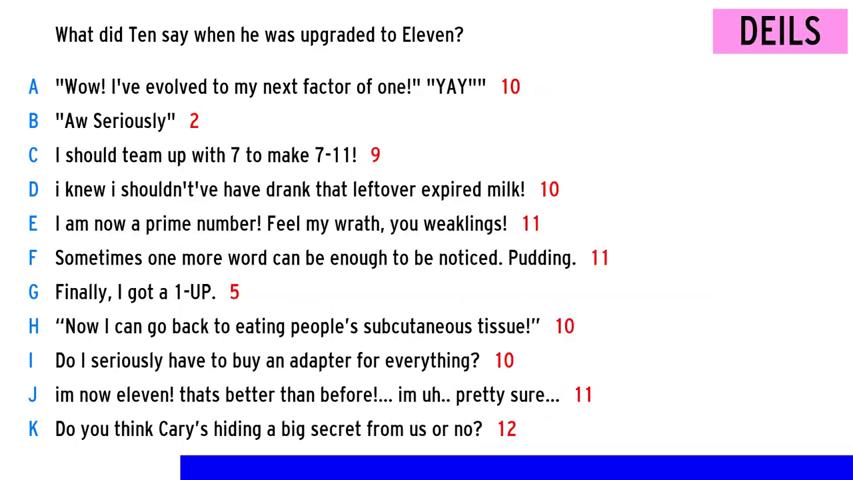 What did Ten say when he was upgraded to Eleven?
DEILS
A "Wow! I've evolved to my next factor of one!" "YAY"" 10
B "Aw Seriously" 2
C I should team up with 7 to make 7-11! 9
D i knew i shouldn't've have drank that leftover expired milk! 10
E I am now a prime number! Feel my wrath, you weaklings! 11
F Sometimes one more word can be enough to be noticed. Pudding. 11
G Finally, I got a 1-UP. 5
H “Now I can go back to eating people’s subcutaneous tissue!” 10
I Do I seriously have to buy an adapter for everything? 10
J im now eleven! thats better than before!... im uh.. pretty sure... 11
K Do you think Cary’s hiding a big secret from us or no? 12